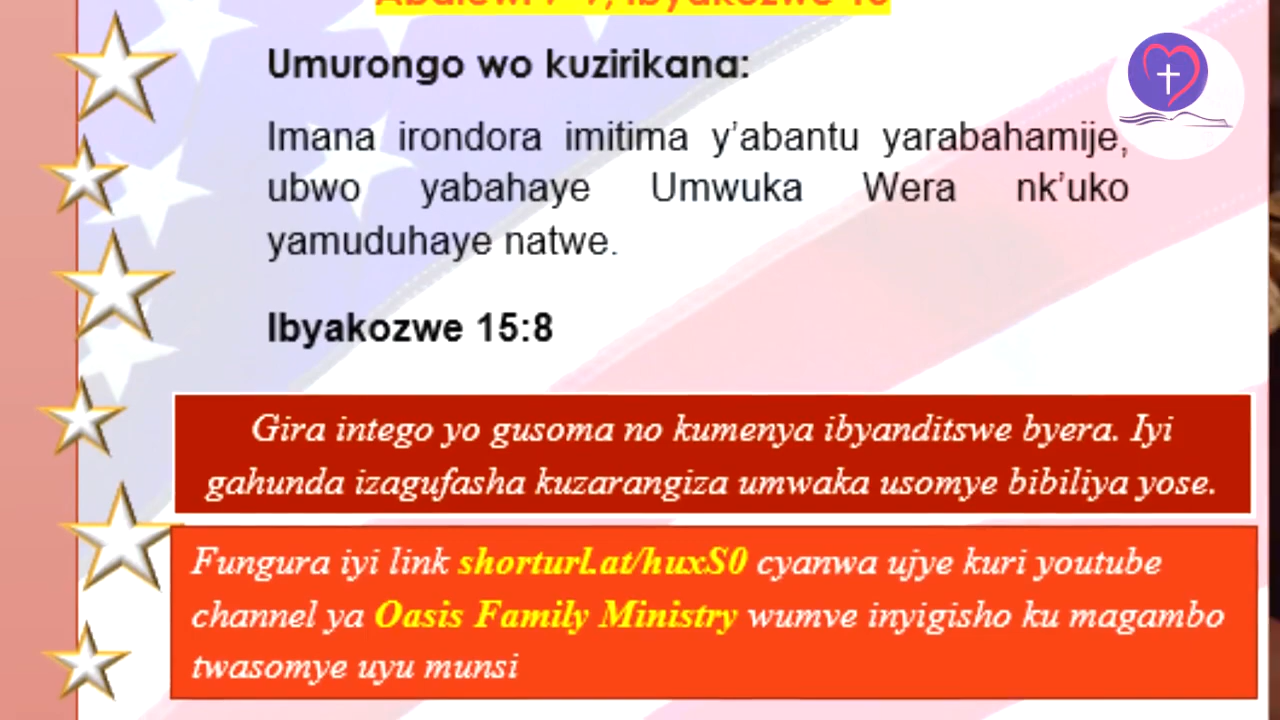 Umurongo wo kuzirikana:
Imana irondora imitima y’abantu yarabahamije,
ubwo yabahaye Umwuka Wera nk’uko
yamuduhaye natwe.
Ibyakozwe 15:8
Gira intego yo gusoma no kumenya ibyanditswe byera. Iyi
gahunda izagufasha kuzarangiza umwaka usomye bibiliya yose.
Fungura iyi link shorturl.at/huxS0 cyanwa ujye kuri youtube
channel ya Oasis Family Ministry wumve inyigisho ku magambo
twasomye uyu munsi